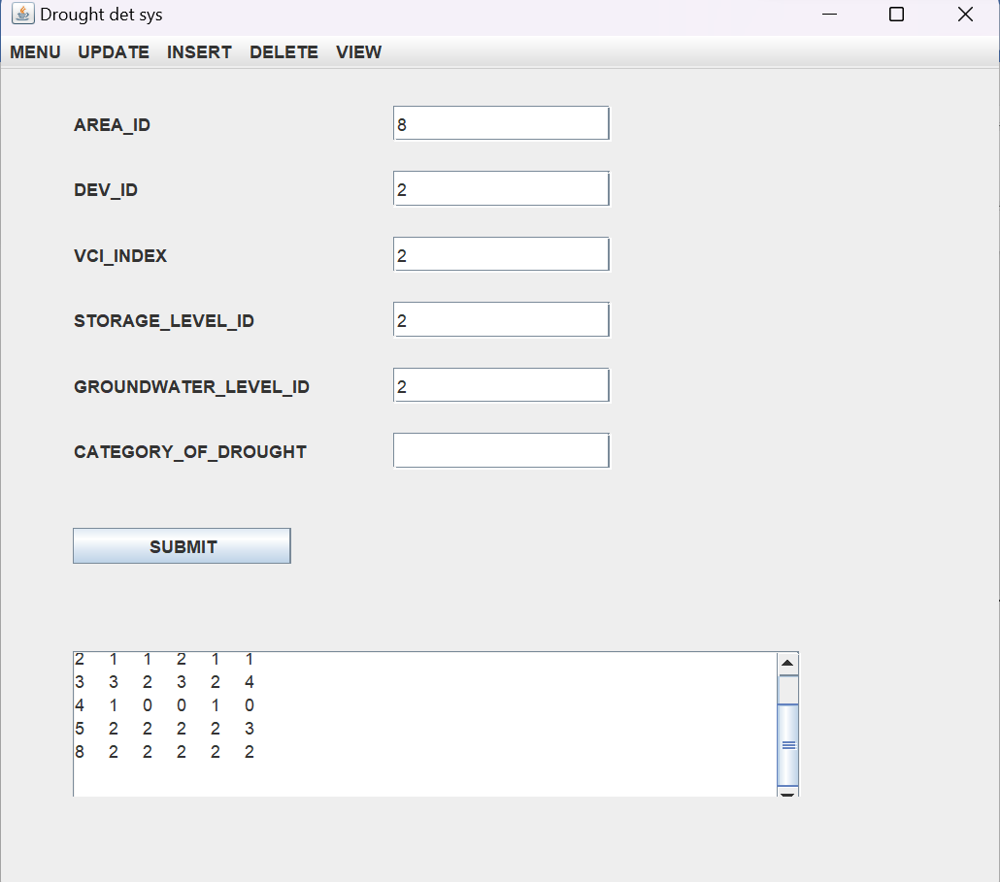 Drought det sys
MENU UPDATE INSERT DELETE VIEW
AREA_ID 8
DEV_ID 2
VCI_INDEX 2
STORAGE_LEVEL_ID 2
GROUNDWATER_LEVEL_ID 2
CATEGORY_OF_DROUGHT
SUBMIT
2 1 1 2 1 1
3 3 2 3 2 4
4 1 0 0 1 0
5 2 2 2 2 3
8 2 2 2 2 2